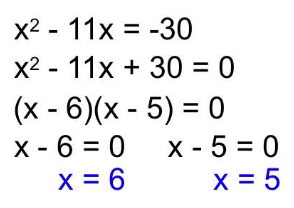 x² - 11x = -30
x² - 11x + 30 = 0
(x - 6)(x - 5) = 0
x - 6 = 0 x - 5 = 0
x = 6 x = 5